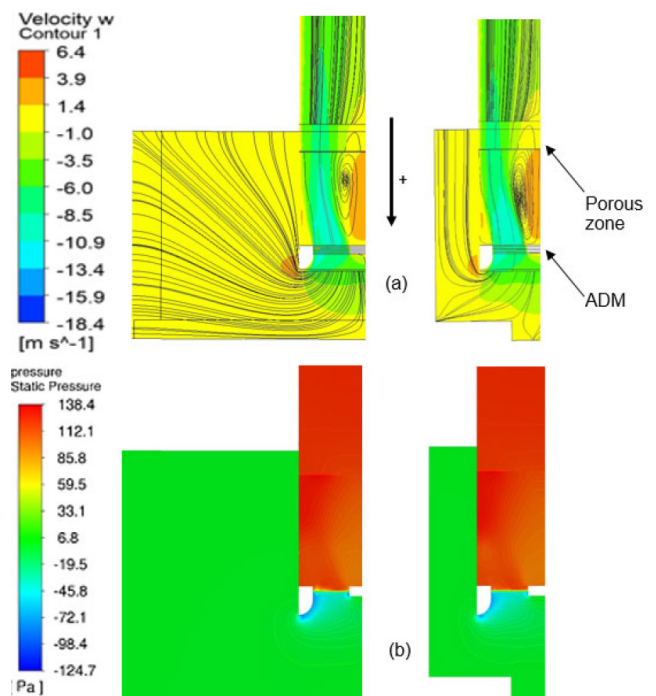 Velocity w
Contour 1
6.4
3.9
1.4
-1.0
-3.5
-6.0
-8.5
-10.9
-13.4
-15.9
-18.4
[m s^-1]
+
(a)
Porous
zone
ADM
pressure
Static Pressure
138.4
112.1
85.8
59.5
33.1
6.8
-19.5
-45.8
-72.1
-98.4
-124.7
[ Pa]
(b)